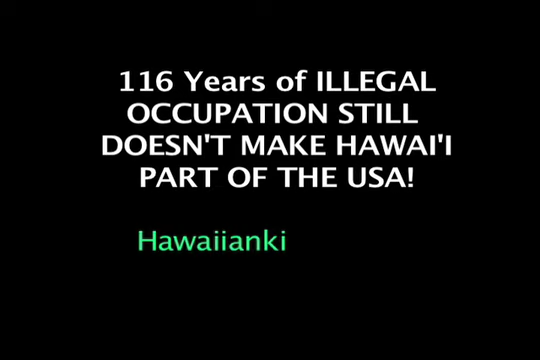 116 Years of ILLEGAL
OCCUPATION STILL
DOESN'T MAKE HAWAI'I
PART OF THE USA!
Hawaiianki